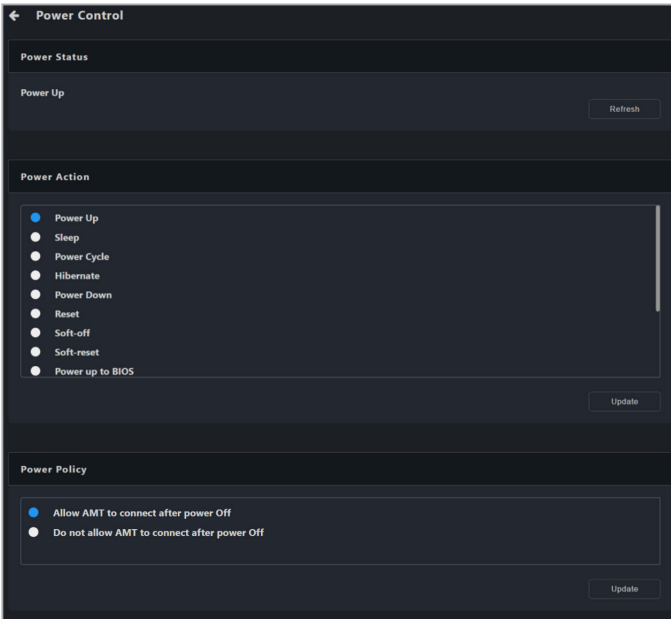 Power Control
Power Status
Power Up
Refresh
Power Action
Power Up
Sleep
Power Cycle
Hibernate
Power Down
Reset
Soft-off
Soft-reset
Power up to BIOS
Update
Power Policy
Allow AMT to connect after power Off
Do not allow AMT to connect after power Off
Update